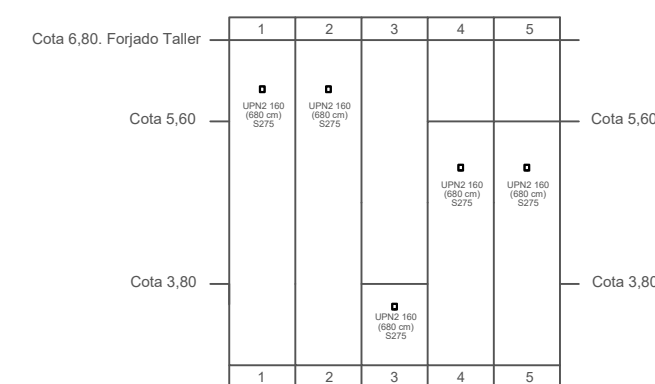 1 2 3 4 5
Cota 6,80. Forjado Taller
UPN2 160
(680 cm)
S275
UPN2 160
(680 cm)
S275
Cota 5,60
Cota 5,60
UPN2 160
(680 cm)
S275
UPN2 160
(680 cm)
S275
Cota 3,80
Cota 3,80
UPN2 160
(680 cm)
S275
1 2 3 4 5